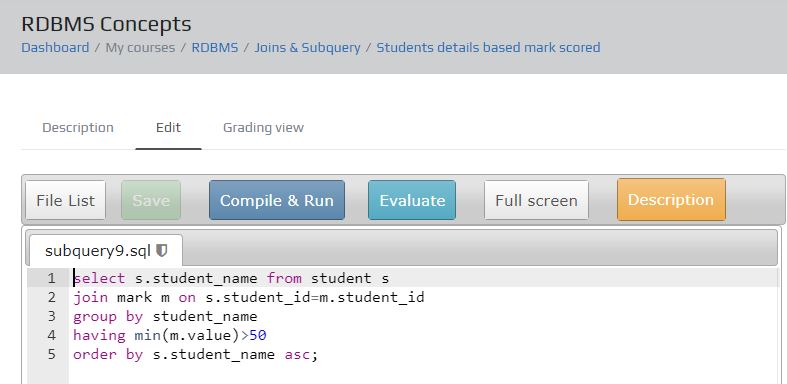 RDBMS Concepts
Dashboard / My courses / RDBMS / Joins & Subquery / Students details based mark scored
Description Edit Grading view
File List Save Compile & Run Evaluate Full screen Description
subquery9.sql
1 select s.student_name from student s
2 join mark m on s.student_id=m.student_id
3 group by student_name
4 having min(m.value)>50
5 order by s.student_name asc;